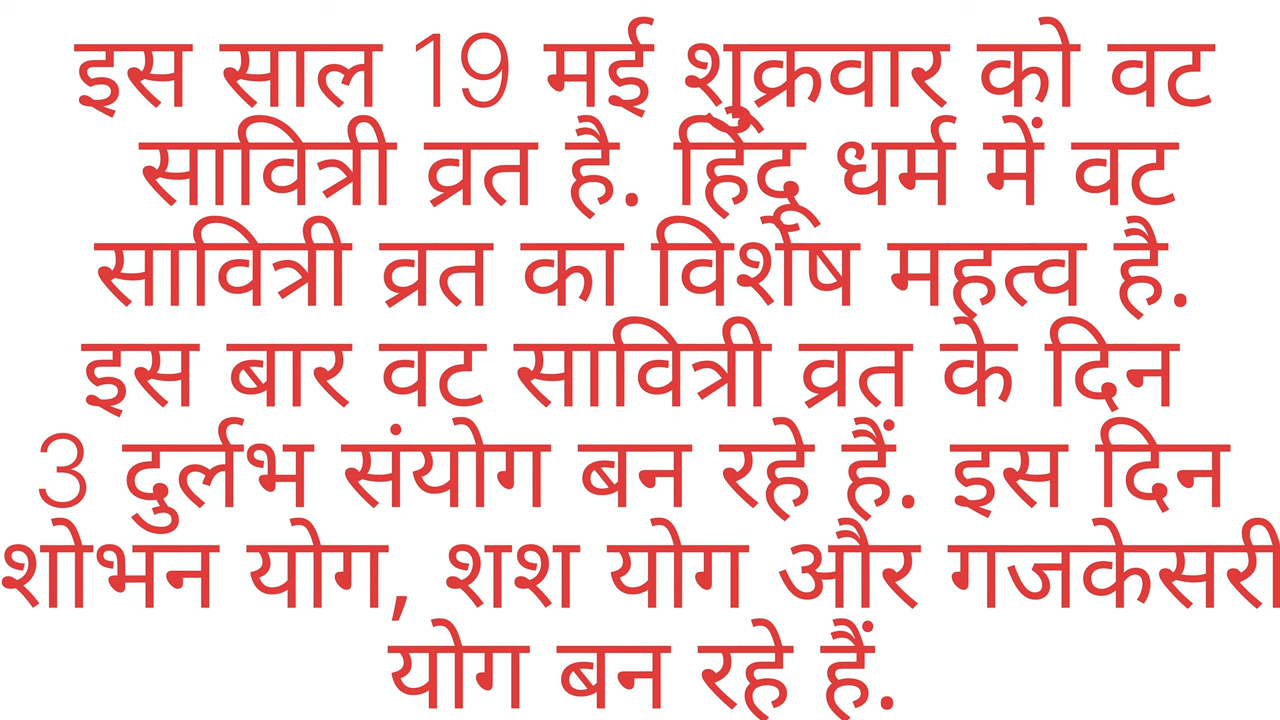 इस साल 19 मई शुक्रवार को वट
सावित्री व्रत है. हिंदू धर्म में वट
सावित्री व्रत का विशेष महत्व है.
इस बार वट सावित्री व्रत के दिन
3 दुर्लभ संयोग बन रहे हैं. इस दिन
शोभन योग, शश योग और गजकेसरी
योग बन रहे हैं.